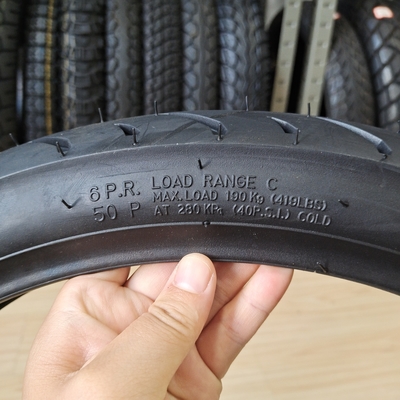 6 P.R. LOAD RANGE C
50 P MAX. LOAD 190 Kg (419LBS)
AT 280 KPa (40P.S.I.) COLD